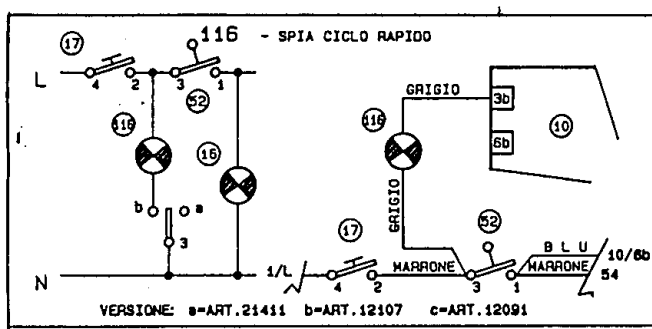 116 - SPIA CICLO RAPIDO
17
L
4 2 3 1
52
116
16
b a
3
N
GRIGIO
3b
10
6b
116
GRIGIO
17
52
1/L
4 2
MARRONE
3 1
BLU
MARRONE
10/6b
54
VERSIONE: a=ART.21411 b=ART.12107 c=ART.12091